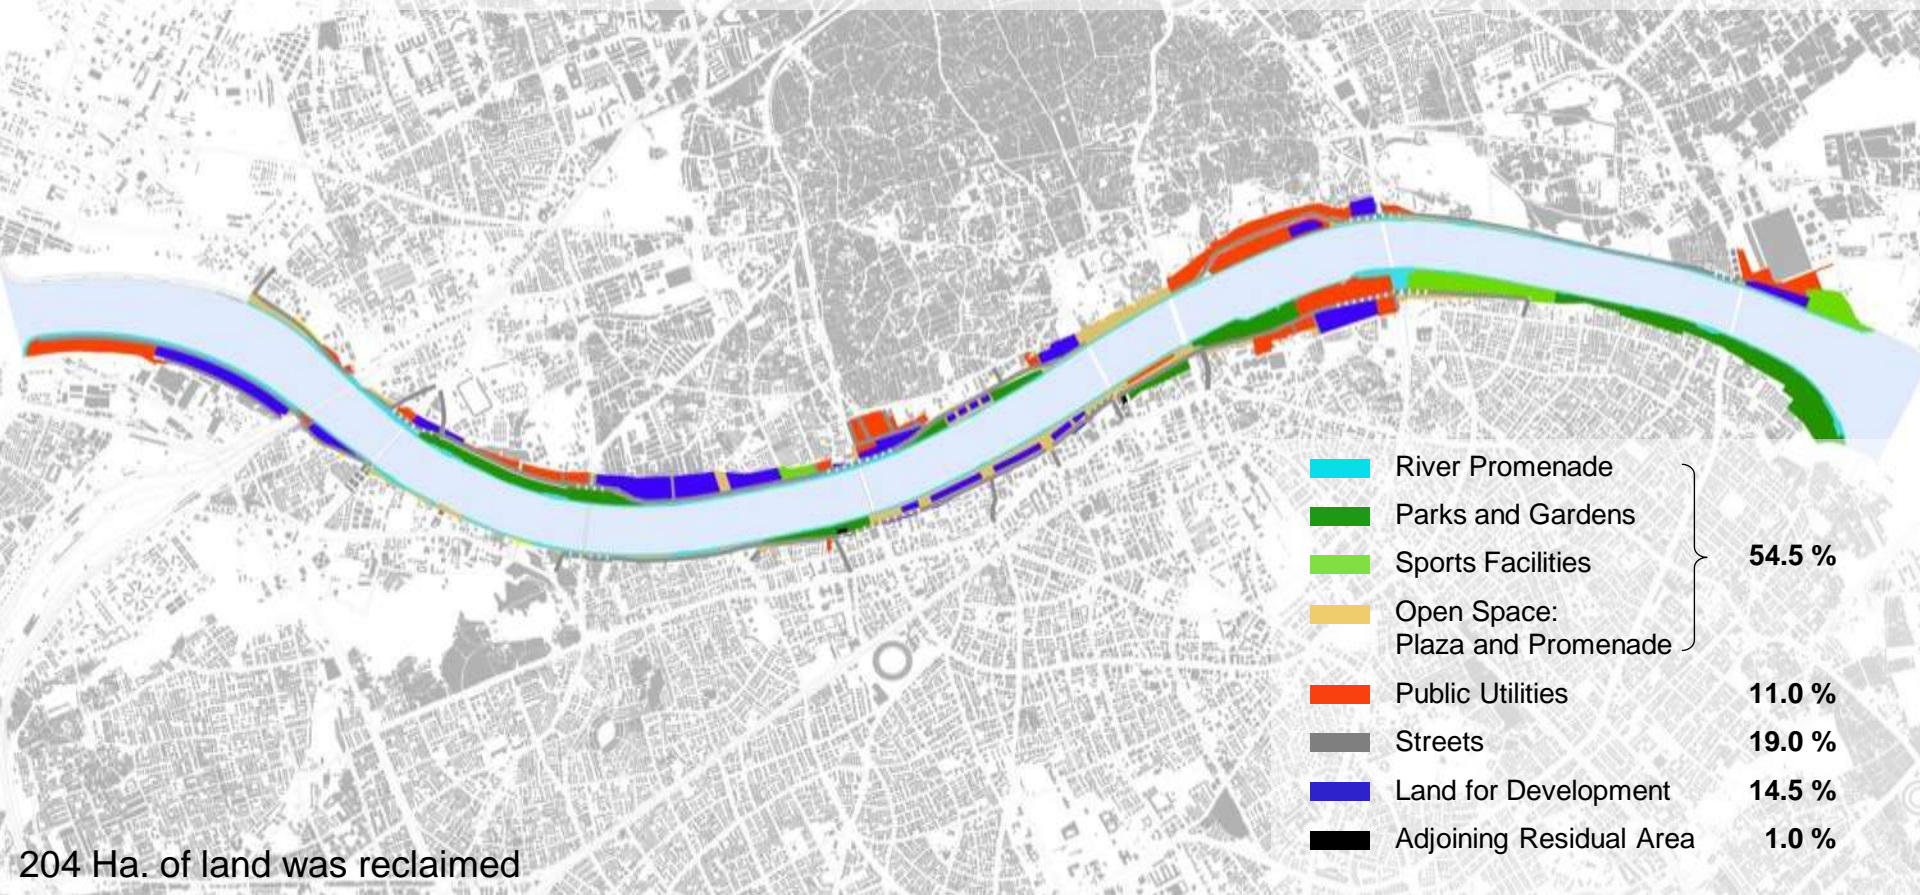 River Promenade
Parks and Gardens
Sports Facilities
54.5 %
Open Space:
Plaza and Promenade
Public Utilities 11.0 %
Streets 19.0 %
Land for Development 14.5 %
Adjoining Residual Area 1.0 %
204 Ha. of land was reclaimed